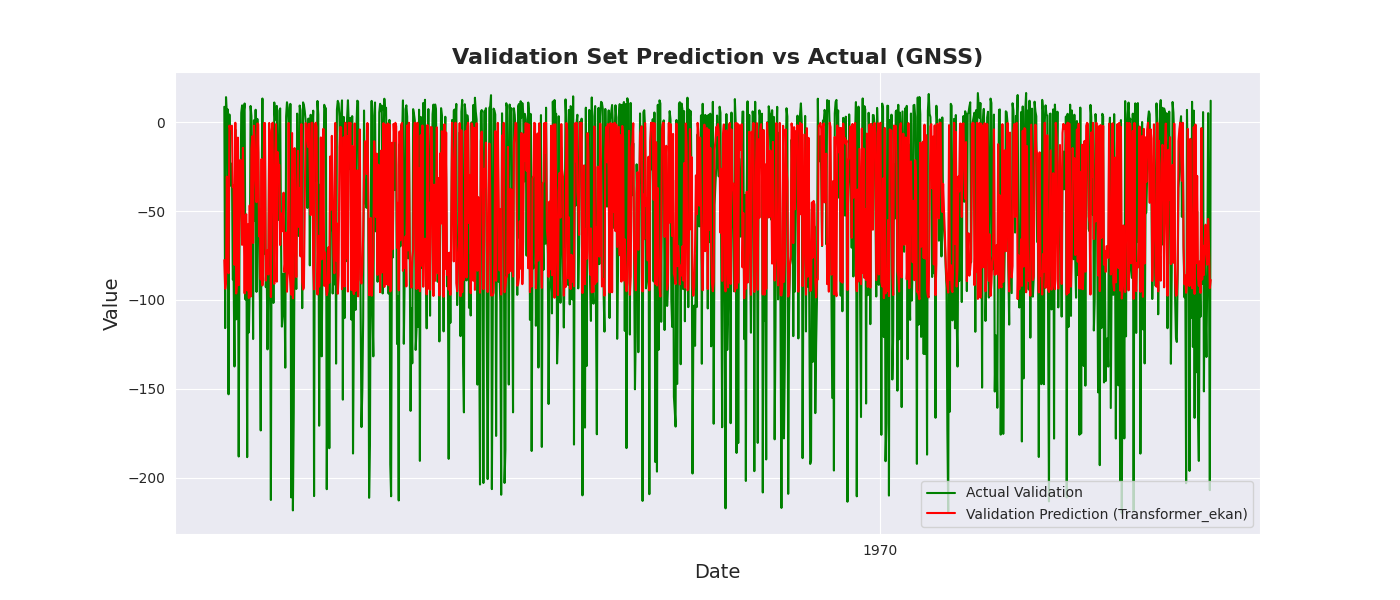 Validation Set Prediction vs Actual (GNSS)
Value
0
−50
−100
−150
−200
Actual Validation
Validation Prediction (Transformer_ekan)
1970
Date